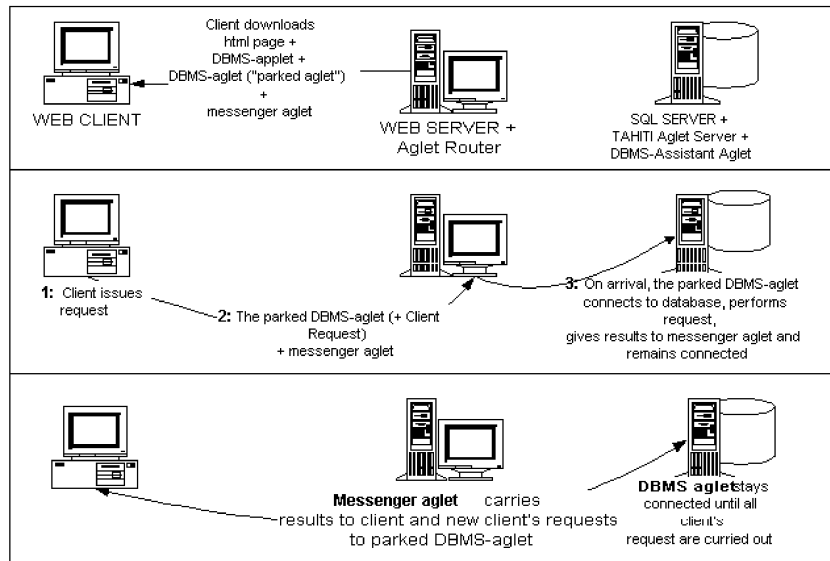 Client downloads
html page +
DBMS-applet +
DBMS-aglet ("parked aglet")
+
messenger aglet
WEB CLIENT
WEB SERVER +
Aglet Router
SQL SERVER +
TAHITI Aglet Server +
DBMS-Assistant Aglet
1: Client issues
request
2: The parked DBMS-aglet (+ Client
Request)
+ messenger aglet
3: On arrival, the parked DBMS-aglet
connects to database, performs
request,
gives results to messenger aglet and
remains connected
Messenger aglet carries
results to client and new client's requests
to parked DBMS-aglet
DBMS aglet stays
connected until all
client's
request are curried out